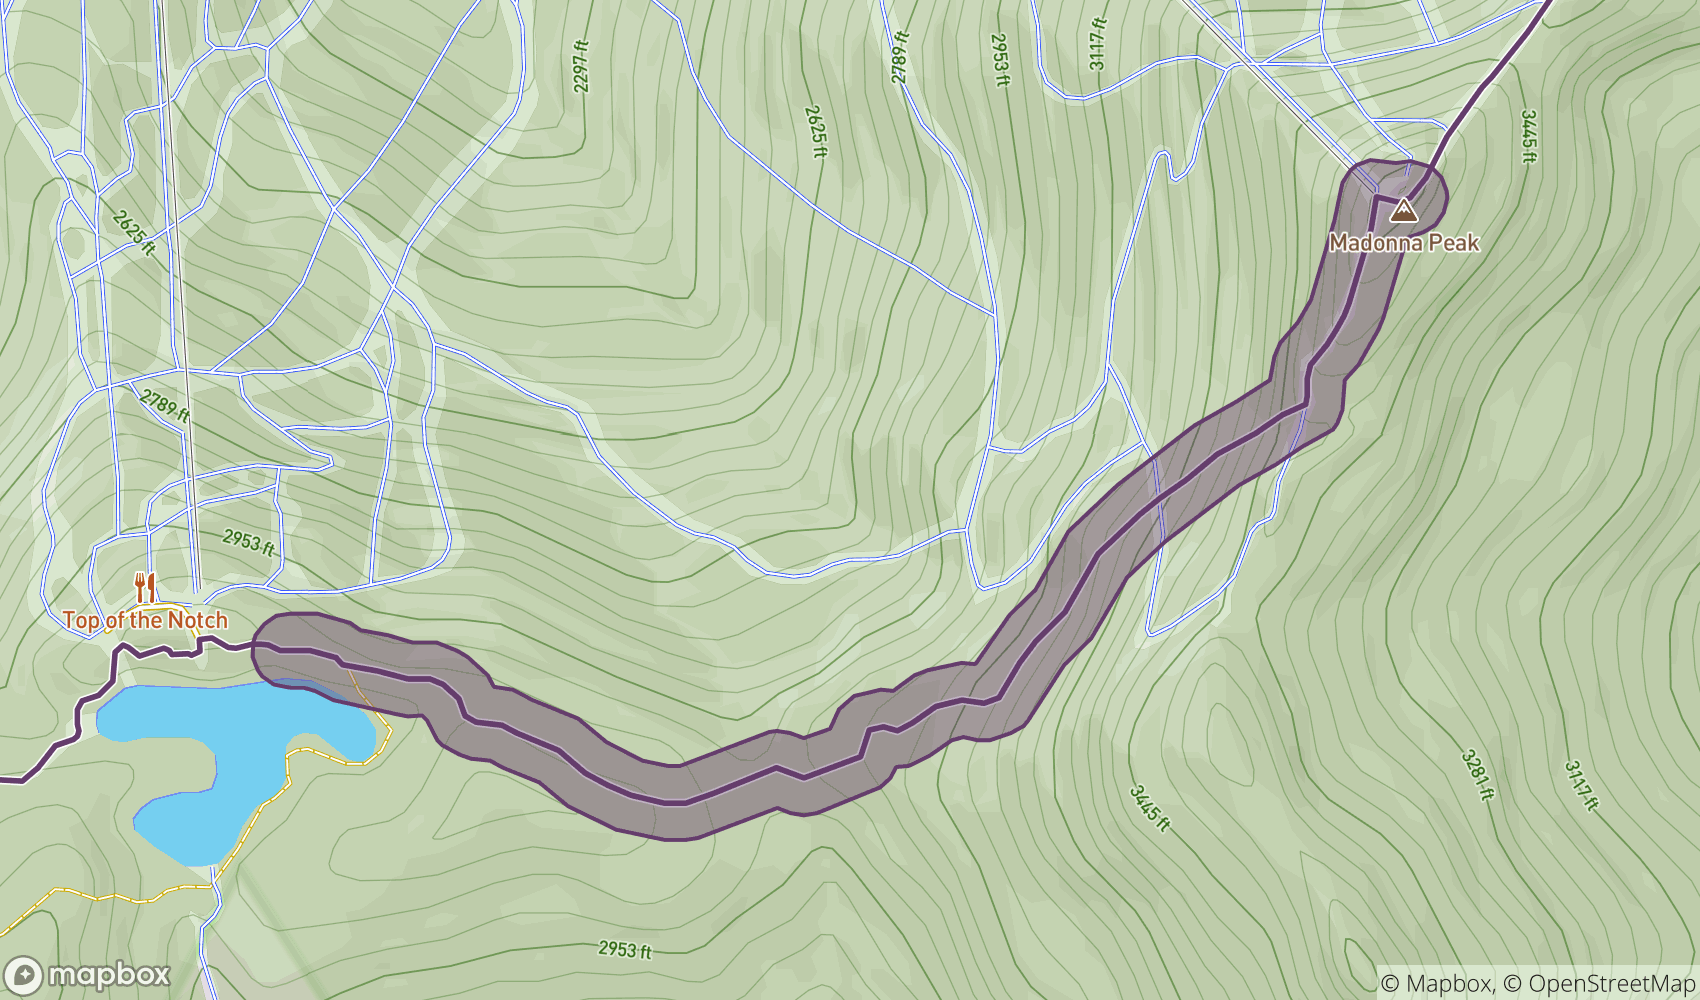 2297 ft
2789 ft
2953 ft
3117 ft
2625 ft
3445 ft
2625 ft
Madonna Peak
2789 ft
2953 ft
Top of the Notch
3281 ft
3117 ft
3445 ft
2953 ft
mapbox
© Mapbox, © OpenStreetMap